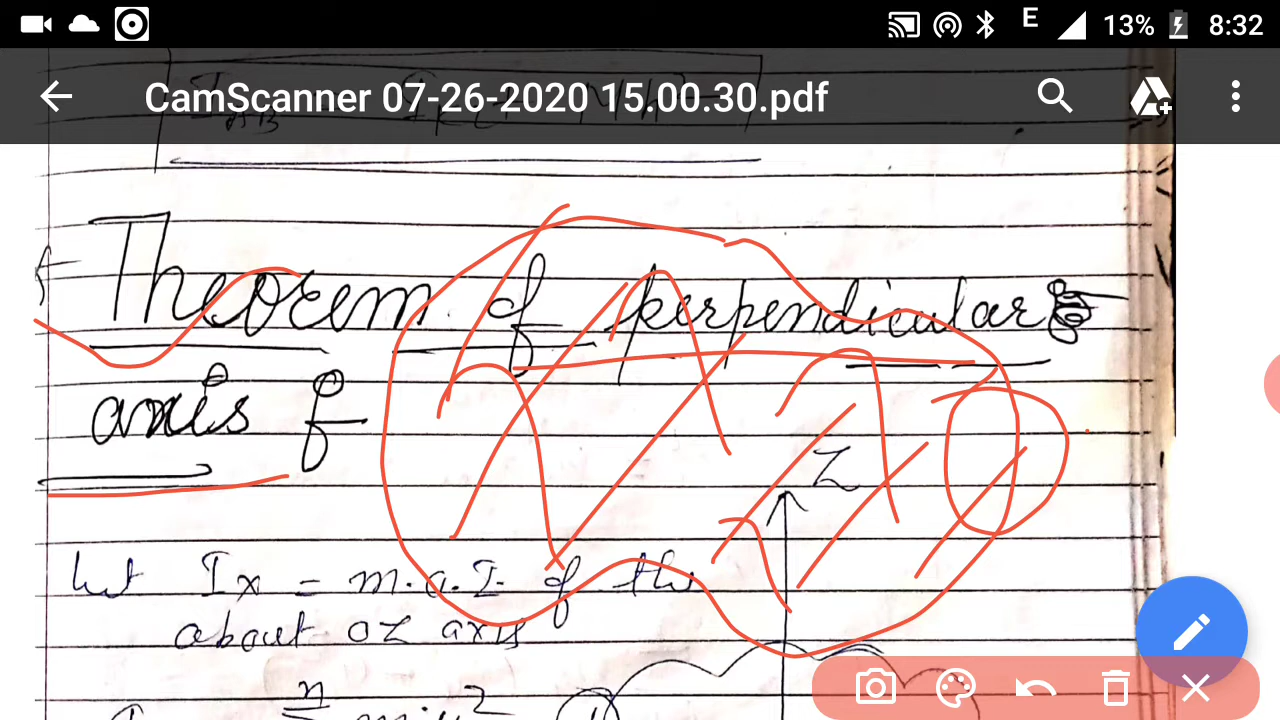 E 13% 8:32
CamScanner 07-26-2020 15.00.30.pdf
Theorem of perpendicular
axis
Z
let Ix = m.a.I. of the
about OZ axis
n